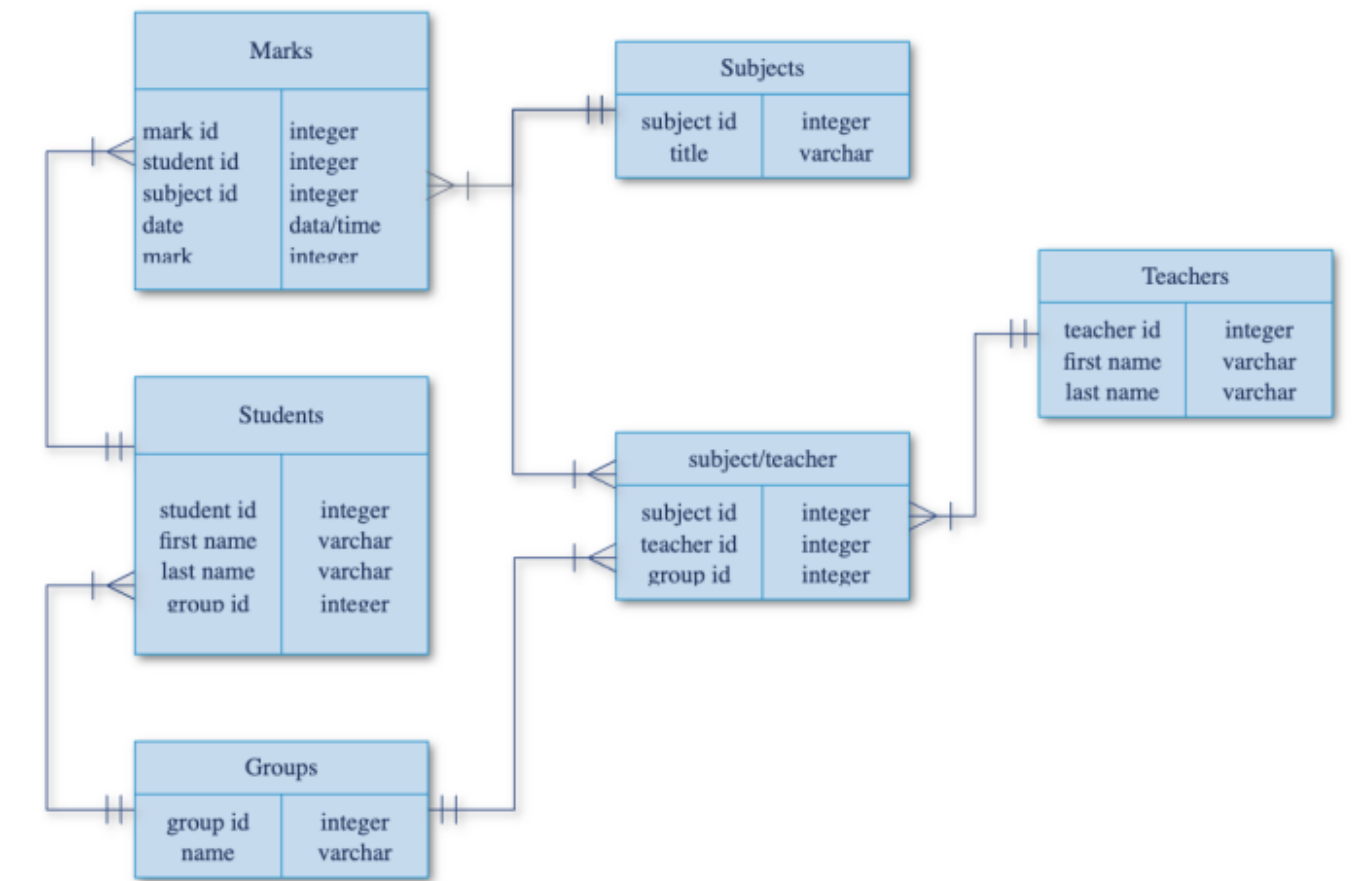 Marks
mark id integer
student id integer
subject id integer
date data/time
mark integer
Subjects
subject id integer
title varchar
Teachers
teacher id integer
first name varchar
last name varchar
Students
student id integer
first name varchar
last name varchar
group id integer
subject/teacher
subject id integer
teacher id integer
group id integer
Groups
group id integer
name varchar